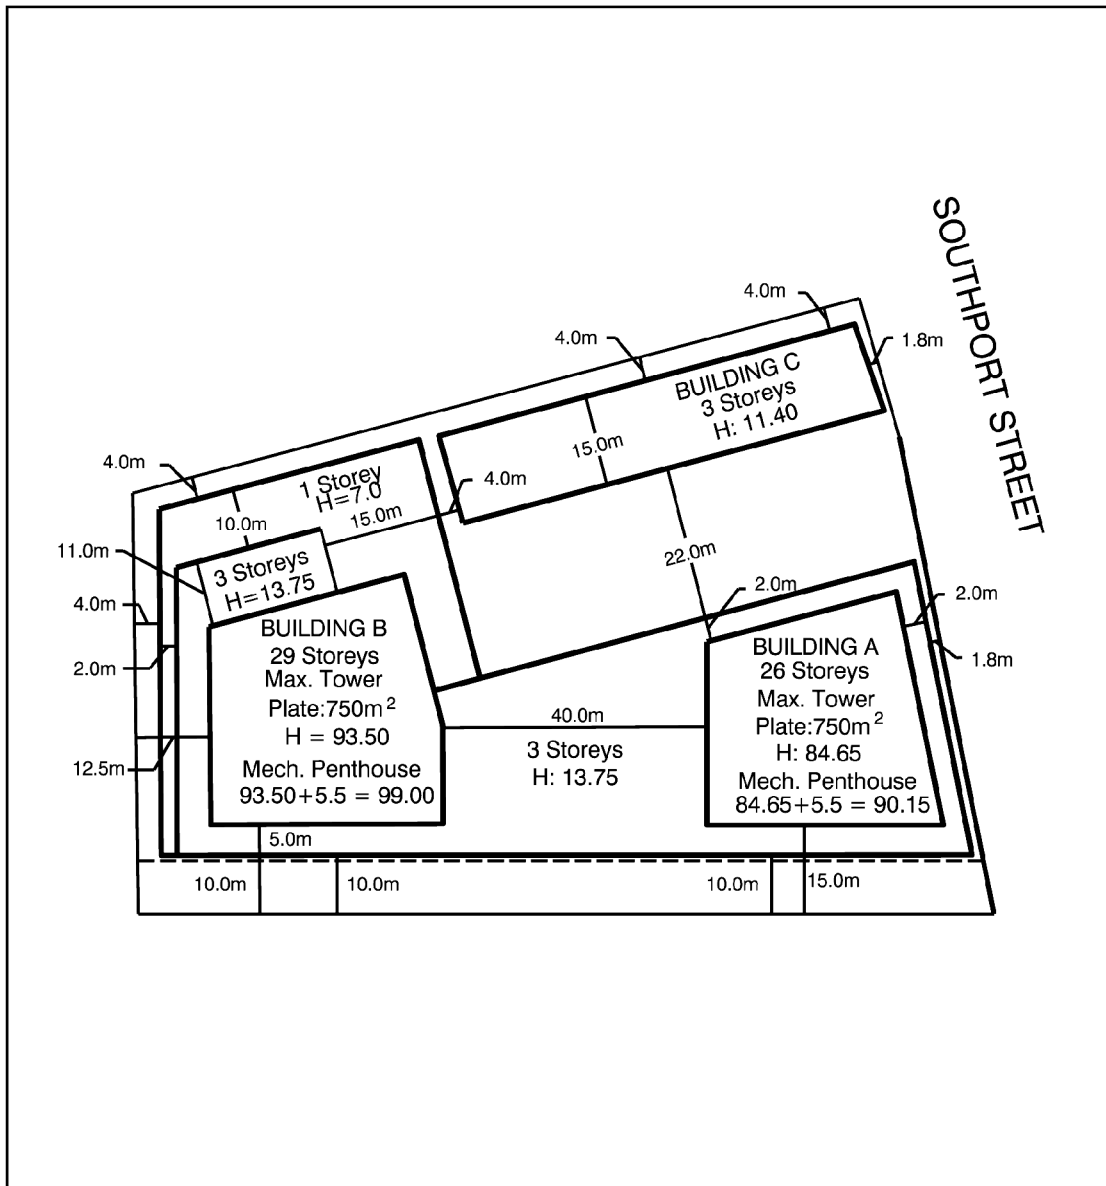 SOUTHPORT STREET
4.0m
4.0m
1.8m
BUILDING C
3 Storeys
H: 11.40
15.0m
4.0m
1 Storey
H=7.0
4.0m
10.0m
15.0m
11.0m
3 Storeys
H=13.75
22.0m
2.0m
4.0m
2.0m
2.0m
1.8m
BUILDING B
29 Storeys
Max. Tower
Plate:750m²
H = 93.50
Mech. Penthouse
93.50+5.5 = 99.00
12.5m
40.0m
3 Storeys
H: 13.75
BUILDING A
26 Storeys
Max. Tower
Plate:750m²
H: 84.65
Mech. Penthouse
84.65+5.5 = 90.15
5.0m
10.0m
10.0m
10.0m
15.0m